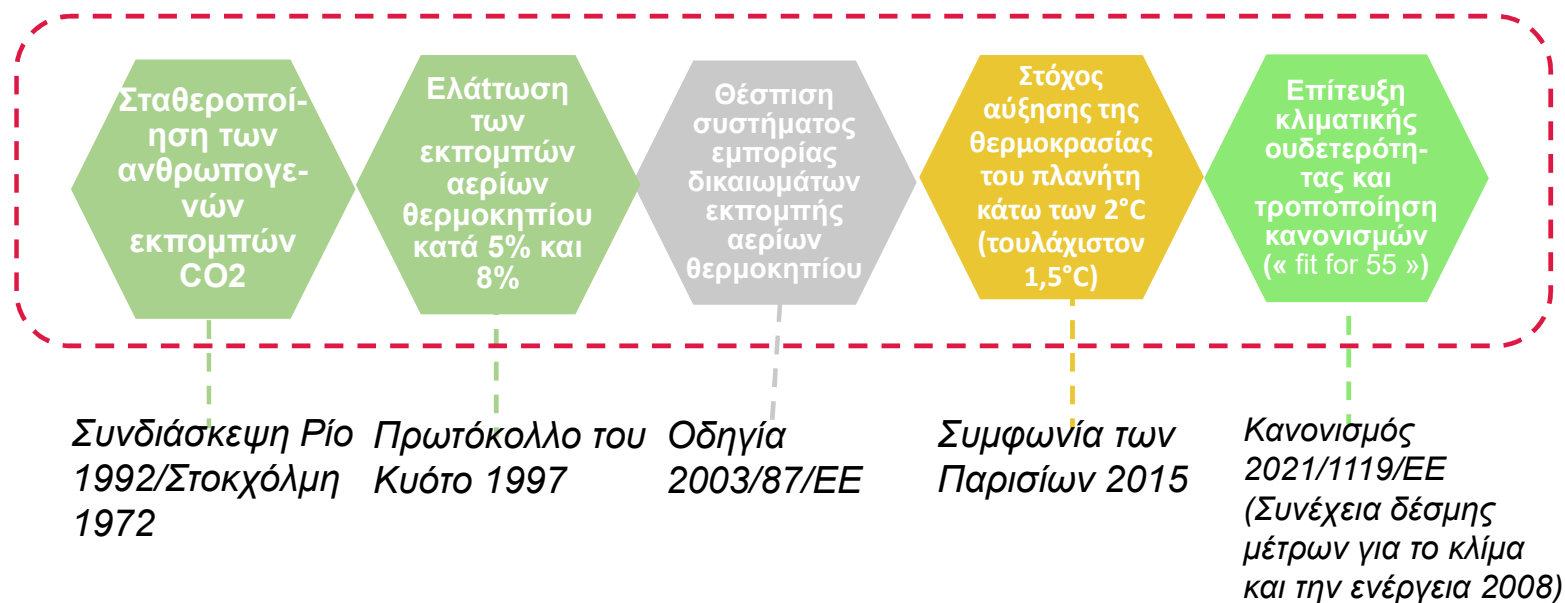 Σταθεροποί-
ηση των
ανθρωπογε-
νών
εκπομπών
CO2
Ελάtτωση
των
εκπομπών
αερίων
θερμοκηπίου
κατά 5% και
8%
Θέσπιση
συστήματος
εμπορίας
δικαιωμάτων
εκπομπής
αερίων
θερμοκηπίου
Στόχος
αύξησης της
θερμοκρασίας
του πλανήτη
κάτω των 2°C
(τουλάχιστον
1,5°C)
Επίτευξη
κλιματικής
ουδετερότη-
τας και
τροποποίηση
κανονισμών
(« fit for 55 »)
Συνδιάσκεψη Ρίο
1992/Στοκχόλμη
1972
Πρωτόκολλο του
Κυότο 1997
Οδηγία
2003/87/ΕΕ
Συμφωνία των
Παρισίων 2015
Κανονισμός
2021/1119/ΕΕ
(Συνέχεια δέσμης
μέτρων για το κλίμα
και την ενέργεια 2008)